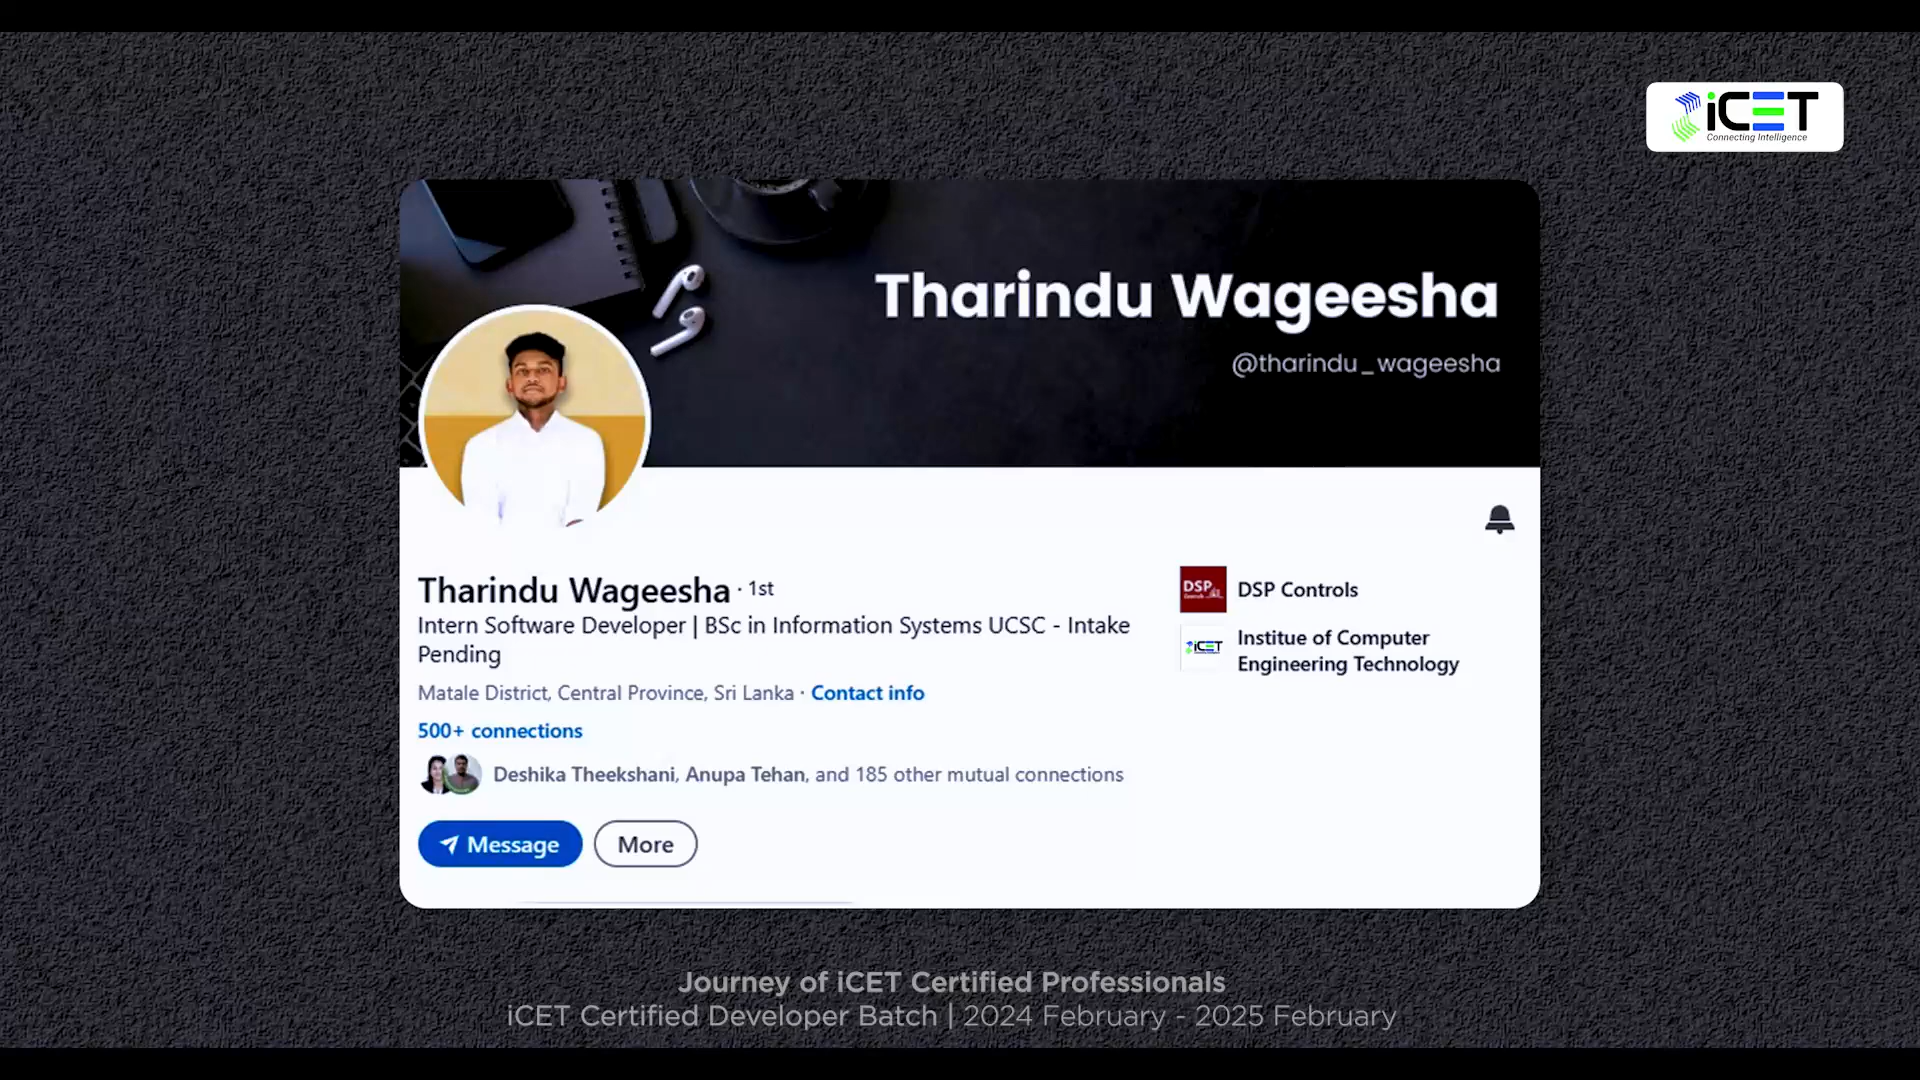 iCET
Connecting Intelligence
Tharindu Wageesha
@tharindu_wageesha
Tharindu Wageesha · 1st
Intern Software Developer | BSc in Information Systems UCSC - Intake
Pending
Matale District, Central Province, Sri Lanka · Contact info
500+ connections
Deshika Theekshani, Anupa Tehan, and 185 other mutual connections
Message
More
DSP
DSP Controls
iCET
Institue of Computer
Engineering Technology
Journey of iCET Certified Professionals
iCET Certified Developer Batch | 2024 February - 2025 February